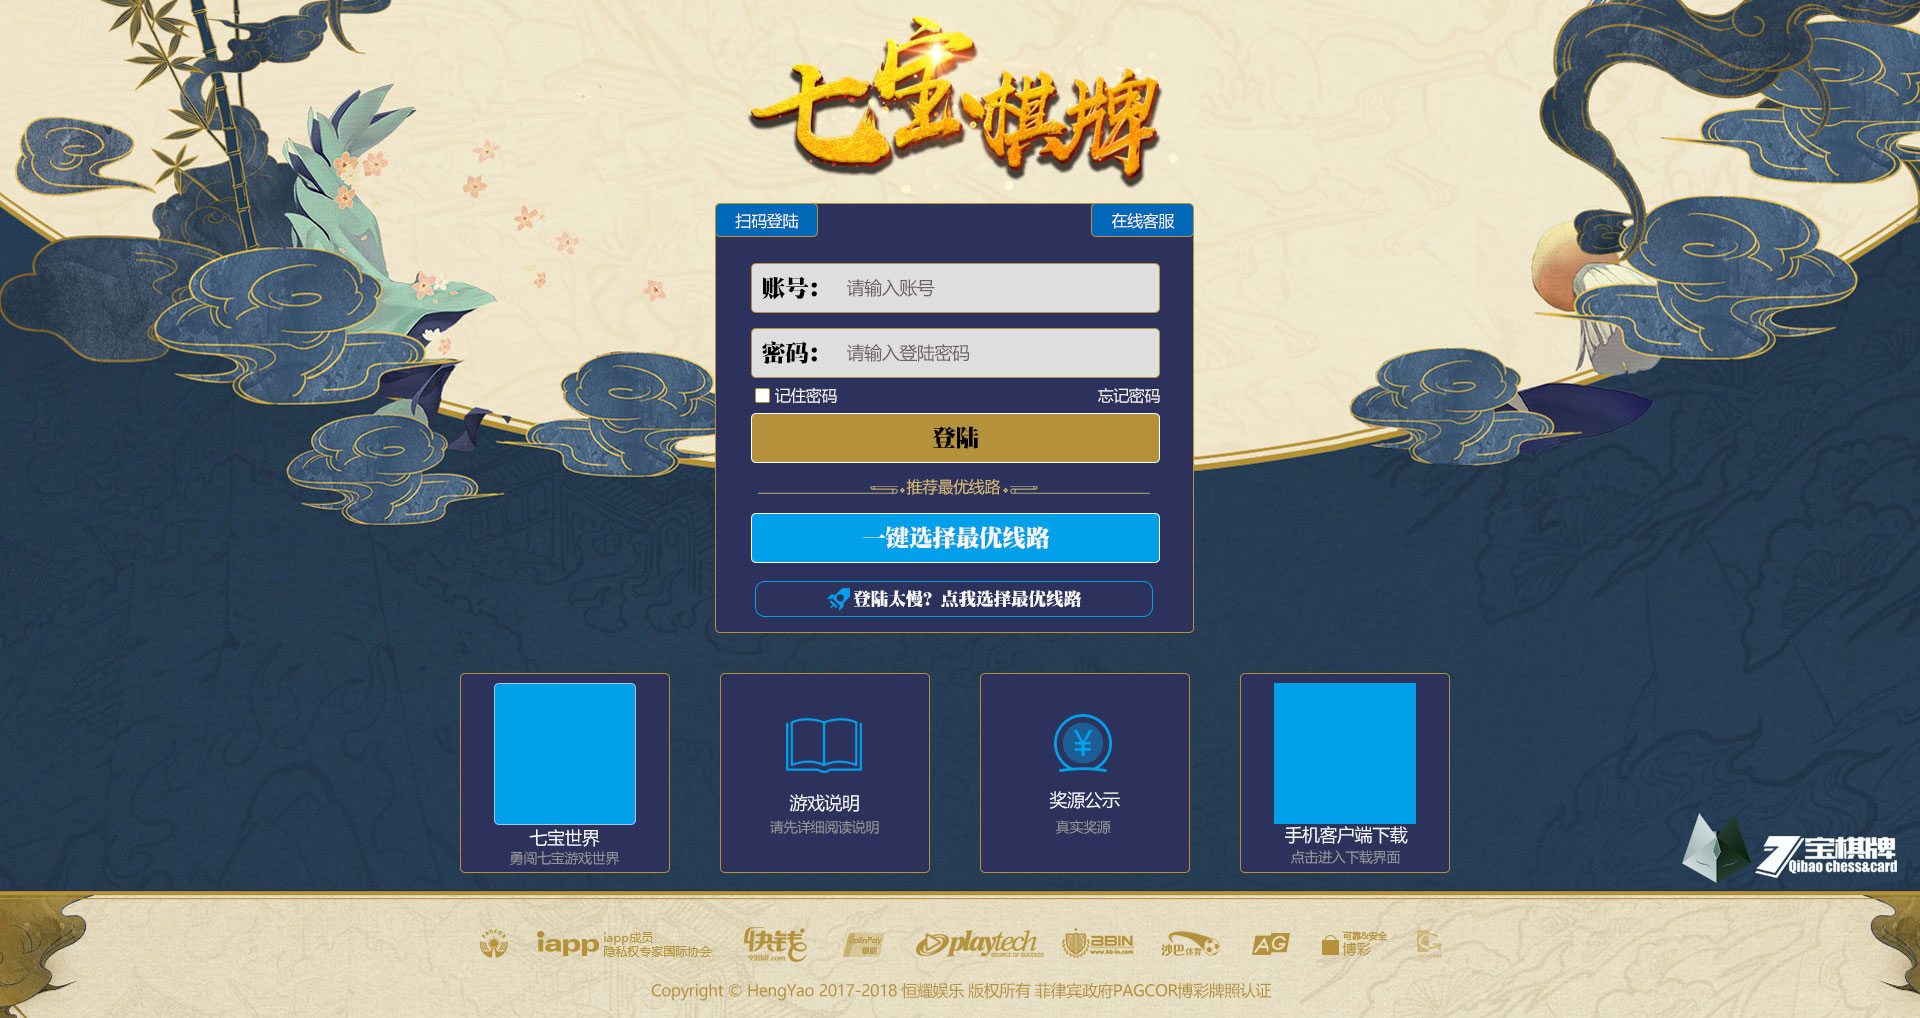 七宝棋牌
扫码登陆
在线客服
账号：
请输入账号
密码：
请输入登陆密码
记住密码
忘记密码
登陆
推荐最优线路
一键选择最优线路
登陆太慢？点我选择最优线路
七宝世界
勇闯七宝游戏世界
游戏说明
请先详细阅读说明
奖源公示
真实奖源
手机客户端下载
点击进入下载界面
7宝棋牌
Qibao chess&card
PAGCOR
iapp
iapp成员
隐私权专家国际协会
快钱
99Bill.com
UplinPay
playtech
SOURCE OF SUCCESS
BBIN
www.bb-in.com
沙巴体育
AG
可靠&安全
博彩
Copyright © HengYao 2017-2018 恒耀娱乐 版权所有 菲律宾政府PAGCOR博彩牌照认证